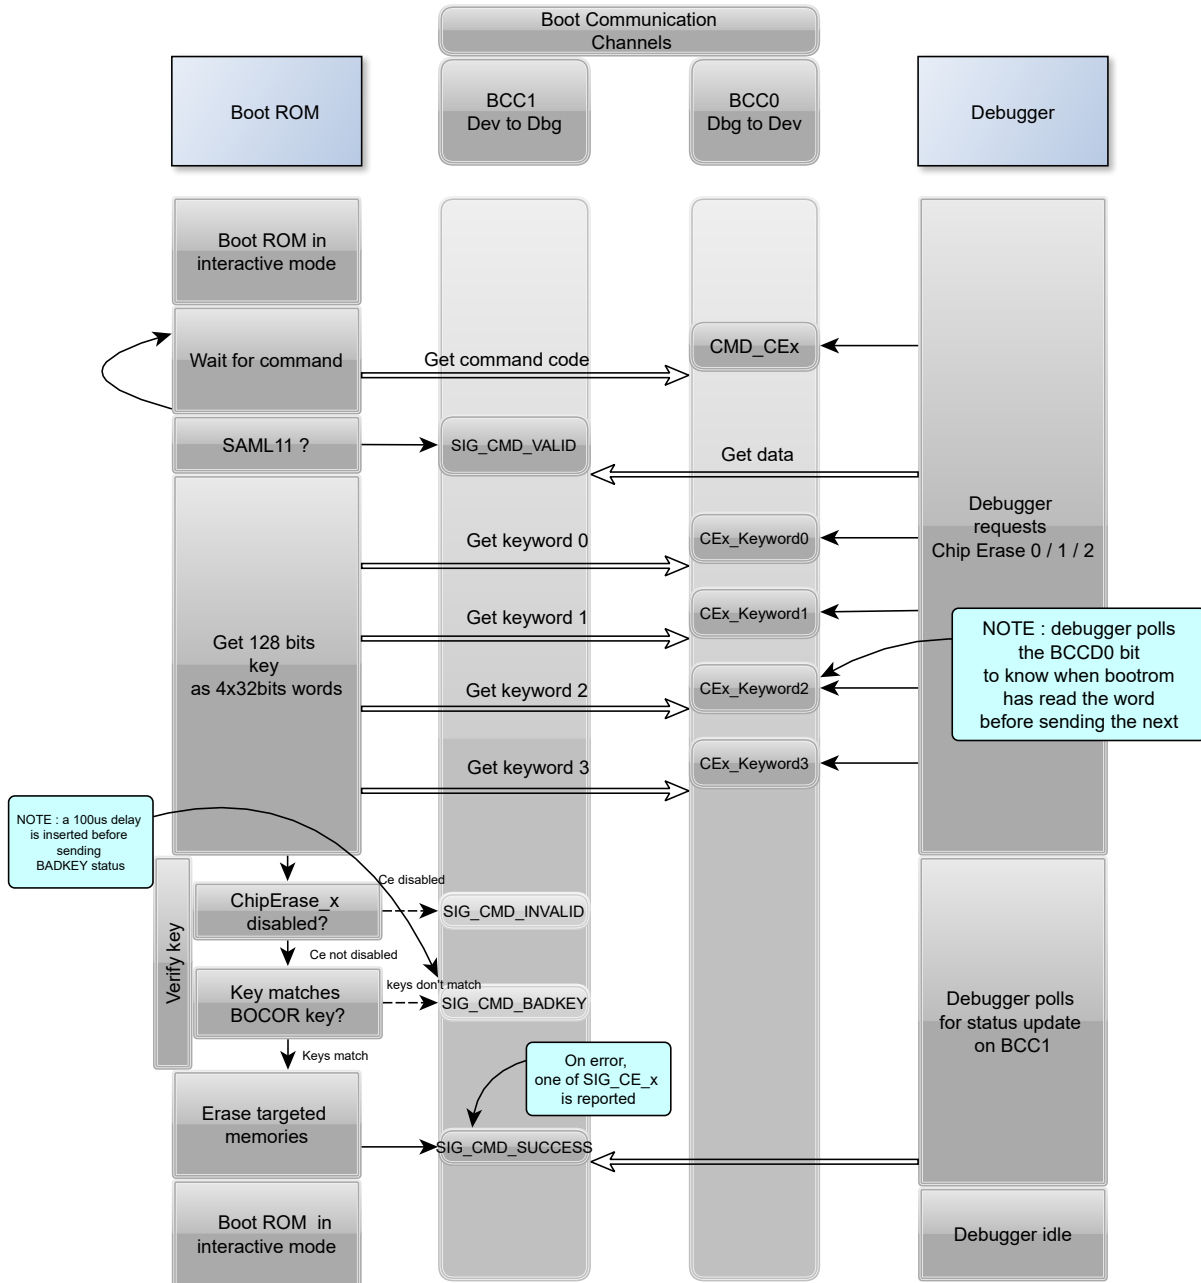 Boot Communication
Channels
Boot ROM
BCC1
Dev to Dbg
BCC0
Dbg to Dev
Debugger
Boot ROM in
interactive mode
Wait for command
Get command code
CMD_CEx
SAML11 ?
SIG_CMD_VALID
Get data
Debugger
requests
Chip Erase 0 / 1 / 2
Get keyword 0
CEx_Keyword0
Get keyword 1
CEx_Keyword1
Get 128 bits
key
as 4x32bits words
NOTE : debugger polls
the BCCD0 bit
to know when bootrom
has read the word
before sending the next
Get keyword 2
CEx_Keyword2
Get keyword 3
CEx_Keyword3
NOTE : a 100us delay
is inserted before
sending
BADKEY status
Verify key
ChipErase_x
disabled?
Ce disabled
SIG_CMD_INVALID
Ce not disabled
Key matches
BOCOR key?
keys don't match
SIG_CMD_BADKEY
Debugger polls
for status update
on BCC1
Keys match
On error,
one of SIG_CE_x
is reported
Erase targeted
memories
SIG_CMD_SUCCESS
Boot ROM  in
interactive mode
Debugger idle